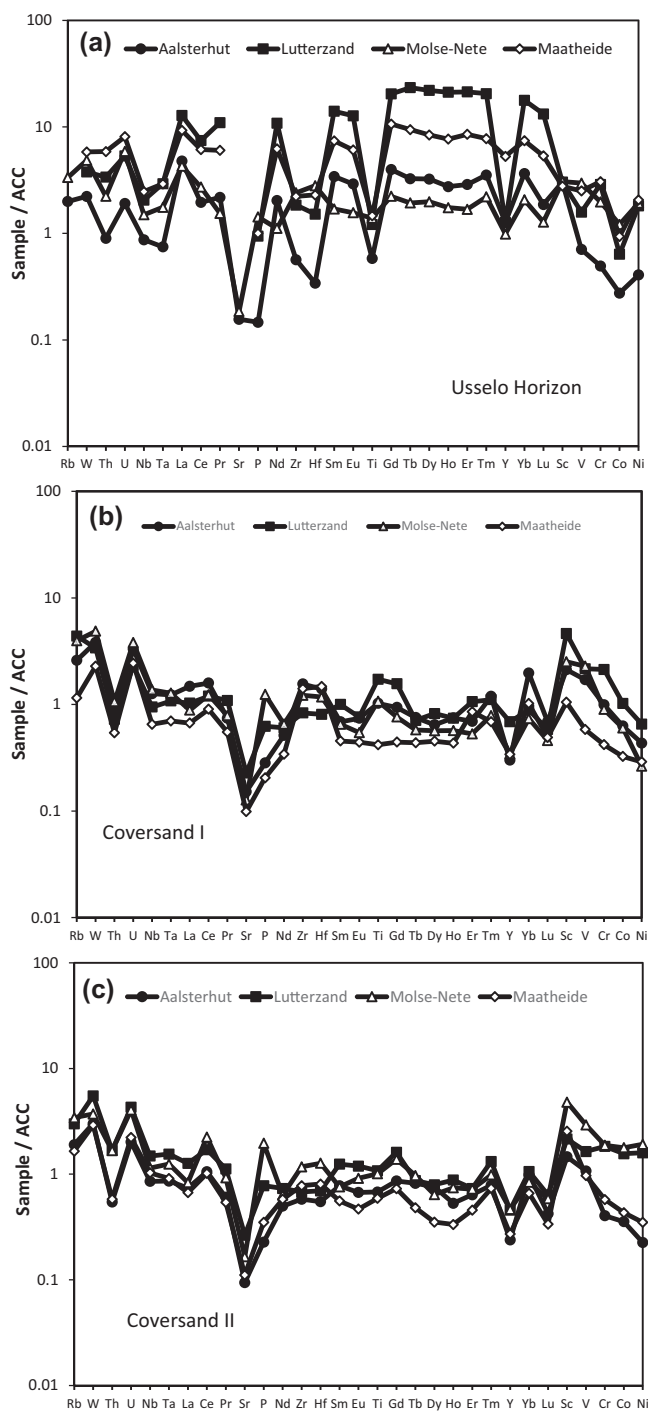 (a)
Aalsterhut Lutterzand Molse-Nete Maatheide
100
10
1
0.1
0.01
Sample / ACC
Usselo Horizon
Rb W Th U Nb Ta La Ce Pr Sr P Nd Zr Hf Sm Eu Ti Gd Tb Dy Ho Er Tm Y Yb Lu Sc V Cr Co Ni
(b)
Aalsterhut Lutterzand Molse-Nete Maatheide
100
10
1
0.1
0.01
Sample / ACC
Coversand I
Rb W Th U Nb Ta La Ce Pr Sr P Nd Zr Hf Sm Eu Ti Gd Tb Dy Ho Er Tm Y Yb Lu Sc V Cr Co Ni
(c)
Aalsterhut Lutterzand Molse-Nete Maatheide
100
10
1
0.1
0.01
Sample / ACC
Coversand II
Rb W Th U Nb Ta La Ce Pr Sr P Nd Zr Hf Sm Eu Ti Gd Tb Dy Ho Er Tm Y Yb Lu Sc V Cr Co Ni